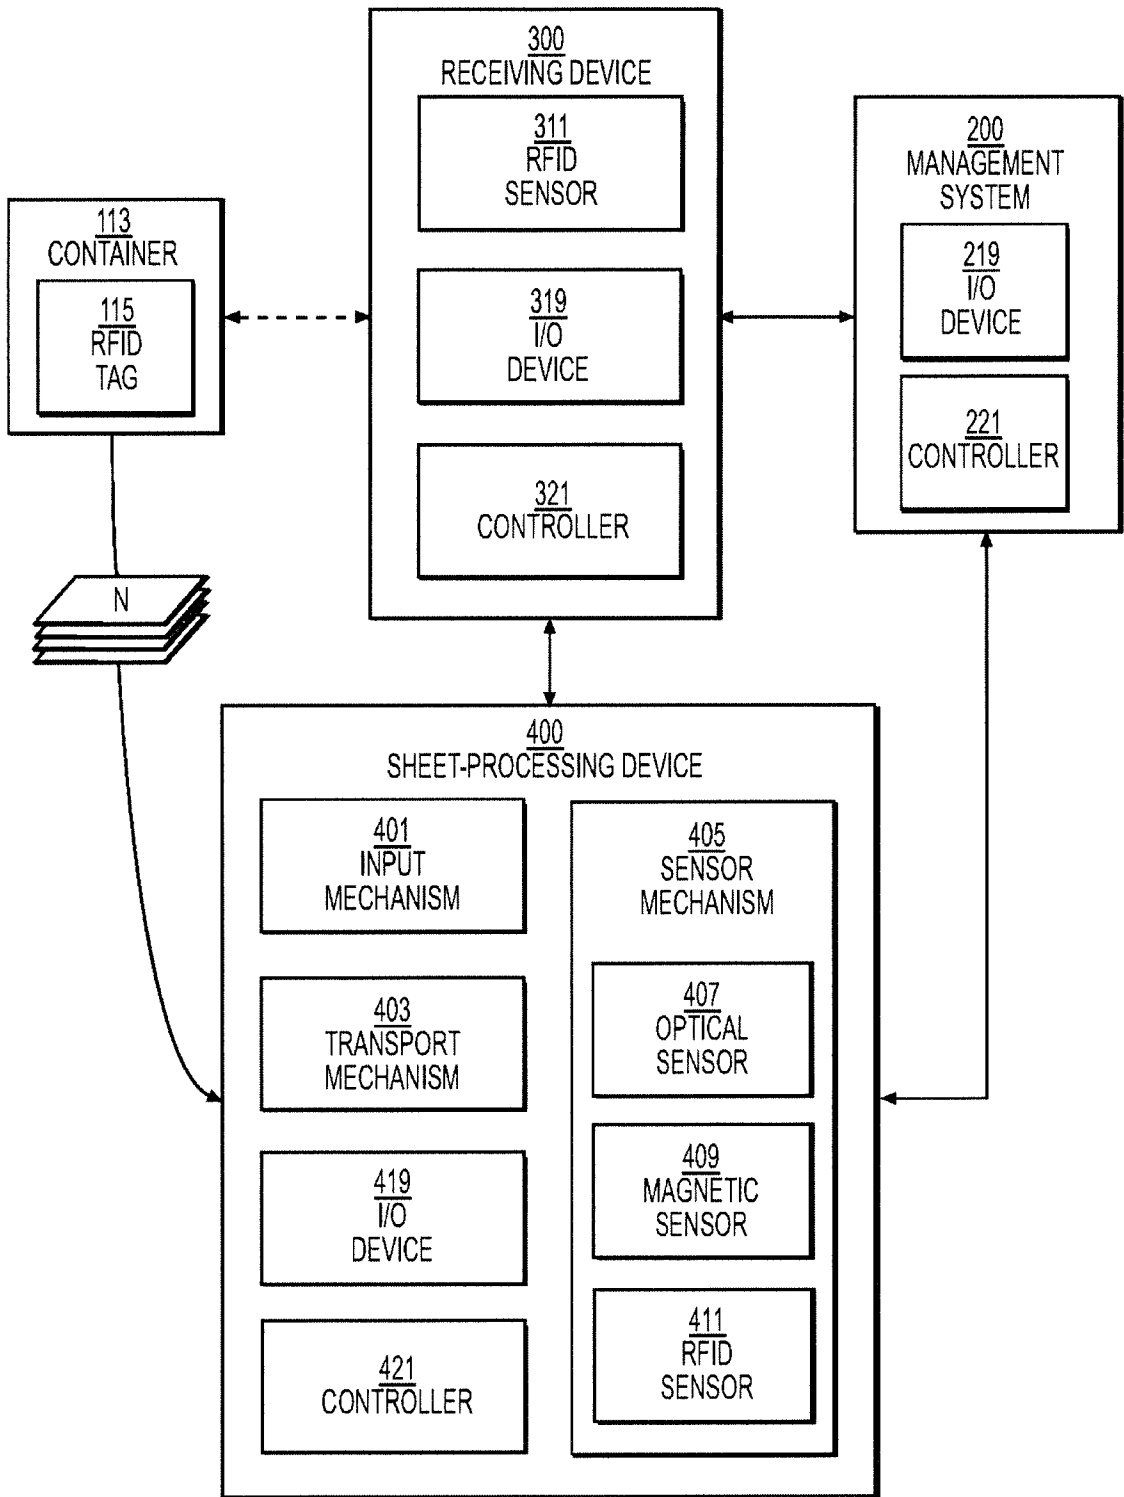 300
RECEIVING DEVICE
311
RFID
SENSOR
319
I/O
DEVICE
321
CONTROLLER
200
MANAGEMENT
SYSTEM
219
I/O
DEVICE
221
CONTROLLER
113
CONTAINER
115
RFID
TAG
N
400
SHEET-PROCESSING DEVICE
401
INPUT
MECHANISM
403
TRANSPORT
MECHANISM
419
I/O
DEVICE
421
CONTROLLER
405
SENSOR
MECHANISM
407
OPTICAL
SENSOR
409
MAGNETIC
SENSOR
411
RFID
SENSOR